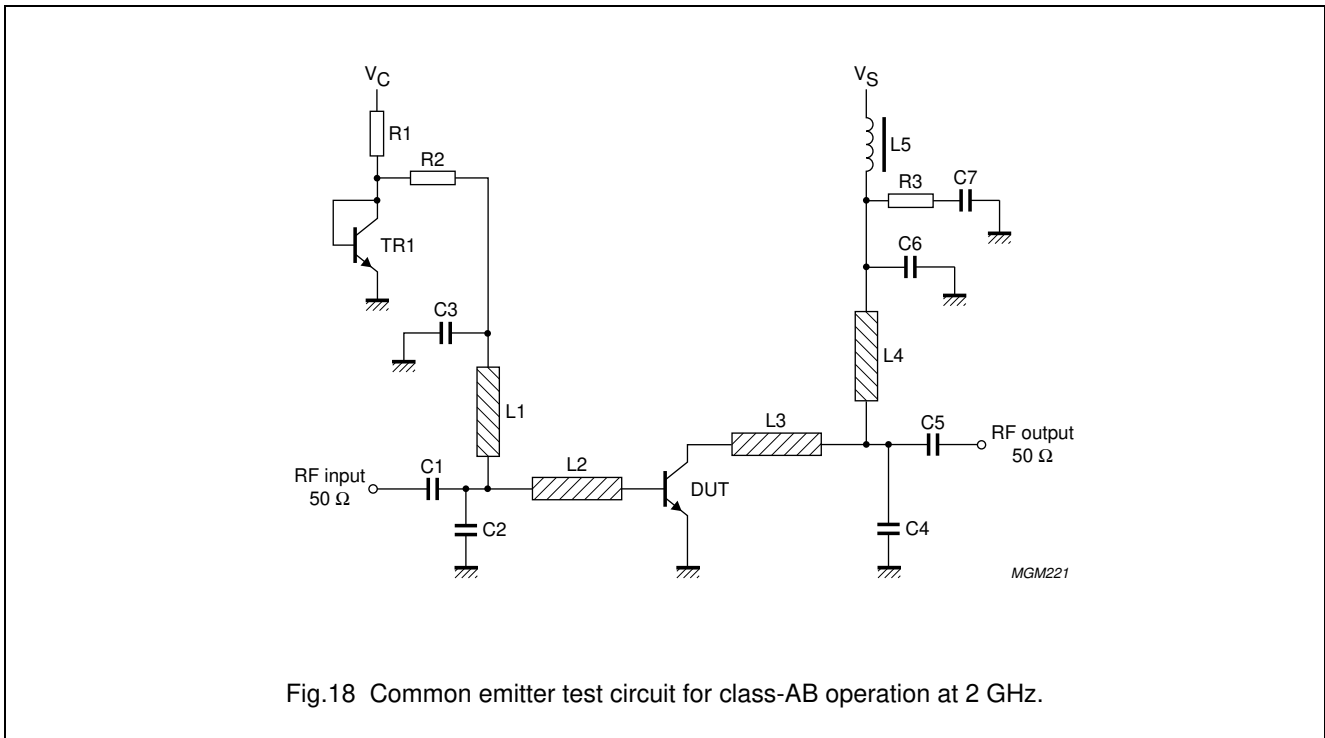 V_C
V_S
R1
L5
R2
R3
C7
TR1
C6
C3
L4
L1
L3
C5
RF output
50 Ω
RF input
50 Ω
C1
L2
DUT
C2
C4
MGM221
Fig.18 Common emitter test circuit for class-AB operation at 2 GHz.